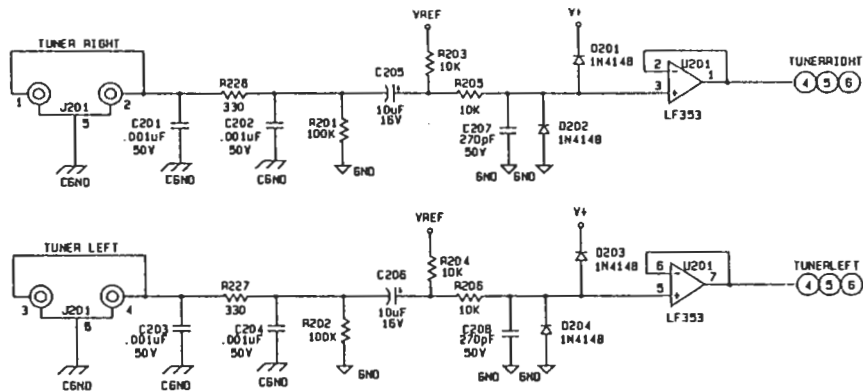 TUNER RIGHT
1
2
J201
5
CGND
C201
.001uF
50V
CGND
R228
330
C202
.001uF
50V
CGND
R201
100K
GND
C205
+
10uF
16V
VREF
R203
10K
R205
10K
C207
270pF
50V
GND
GND
D202
1N4148
V+
D201
1N4148
2
-
3
+
U201
1
LF353
TUNERRIGHT
4 5 6
TUNER LEFT
3
4
J201
6
CGND
C203
.001uF
50V
CGND
R227
330
C204
.001uF
50V
CGND
R202
100K
GND
C206
+
10uF
16V
VREF
R204
10K
R206
10K
C208
270pF
50V
GND
GND
D204
1N4148
V+
D203
1N4148
6
-
5
+
U201
7
LF353
TUNERLEFT
4 5 6